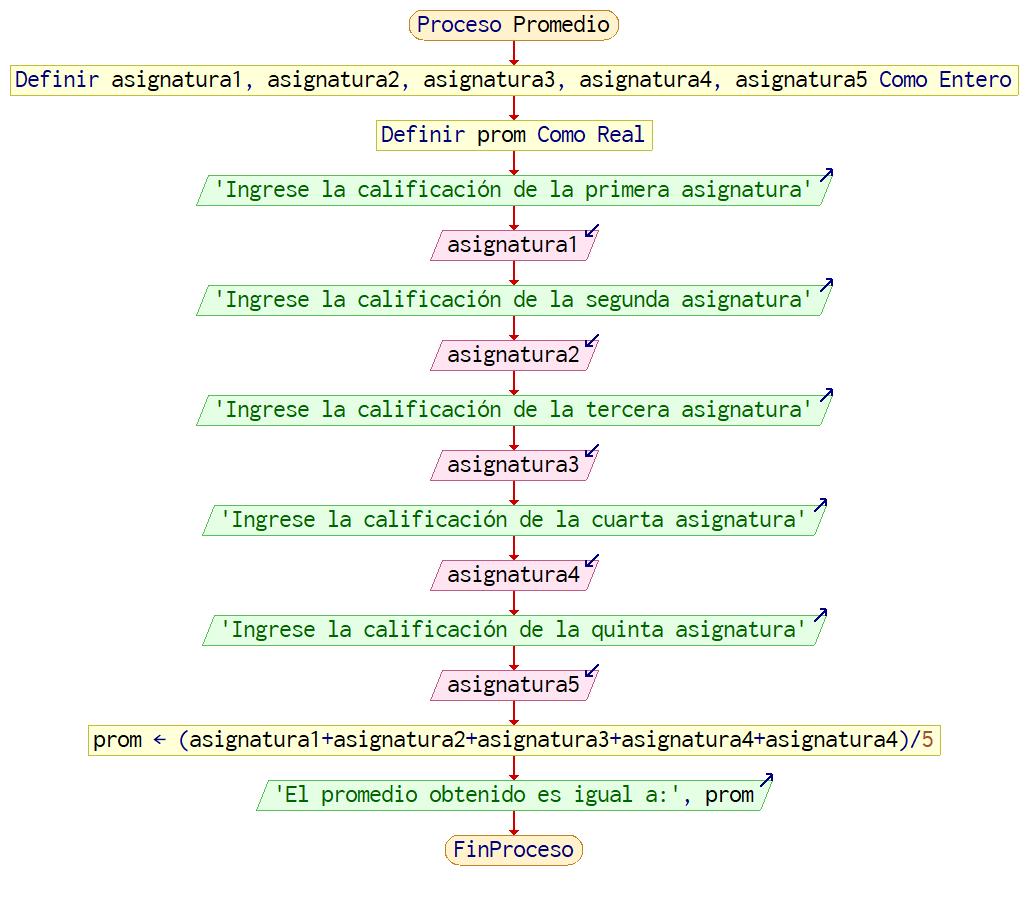 Proceso Promedio
Definir asignatura1, asignatura2, asignatura3, asignatura4, asignatura5 Como Entero
Definir prom Como Real
'Ingrese la calificación de la primera asignatura'
asignatura1
'Ingrese la calificación de la segunda asignatura'
asignatura2
'Ingrese la calificación de la tercera asignatura'
asignatura3
'Ingrese la calificación de la cuarta asignatura'
asignatura4
'Ingrese la calificación de la quinta asignatura'
asignatura5
prom ← (asignatura1+asignatura2+asignatura3+asignatura4+asignatura4)/5
'El promedio obtenido es igual a:', prom
FinProceso